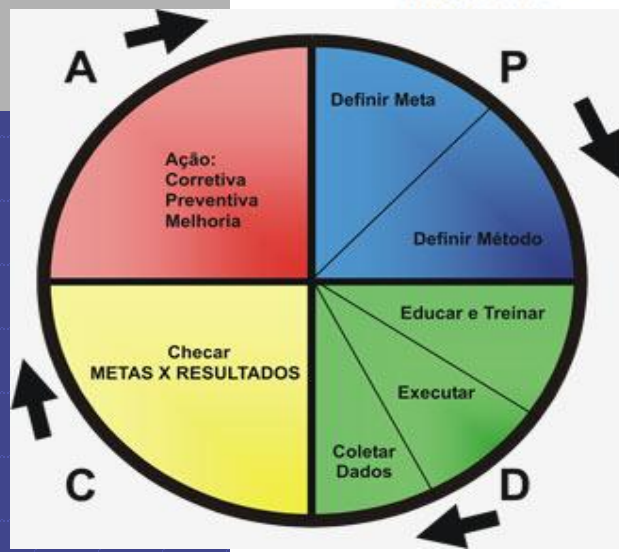 A
P
Definir Meta
Ação:
Corretiva
Preventiva
Melhoria
Definir Método
Educar e Treinar
Checar
METAS X RESULTADOS
Executar
Coletar
Dados
C
D